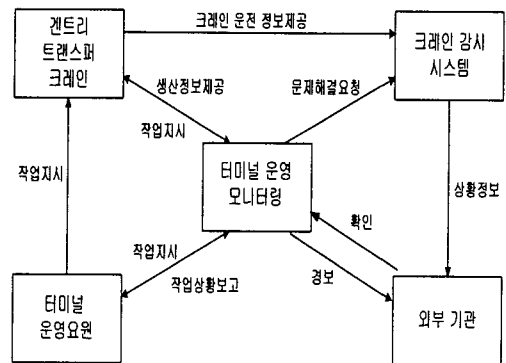 크레인 운전 정보제공
겐트리
트랜스퍼
크레인
크레인 감시
시스템
생산정보제공
문제해결요청
작업지시
작업지시
터미널 운영
모니터링
상황정보
확인
작업지시
작업상황보고
경보
터미널
운영요원
외부 기관